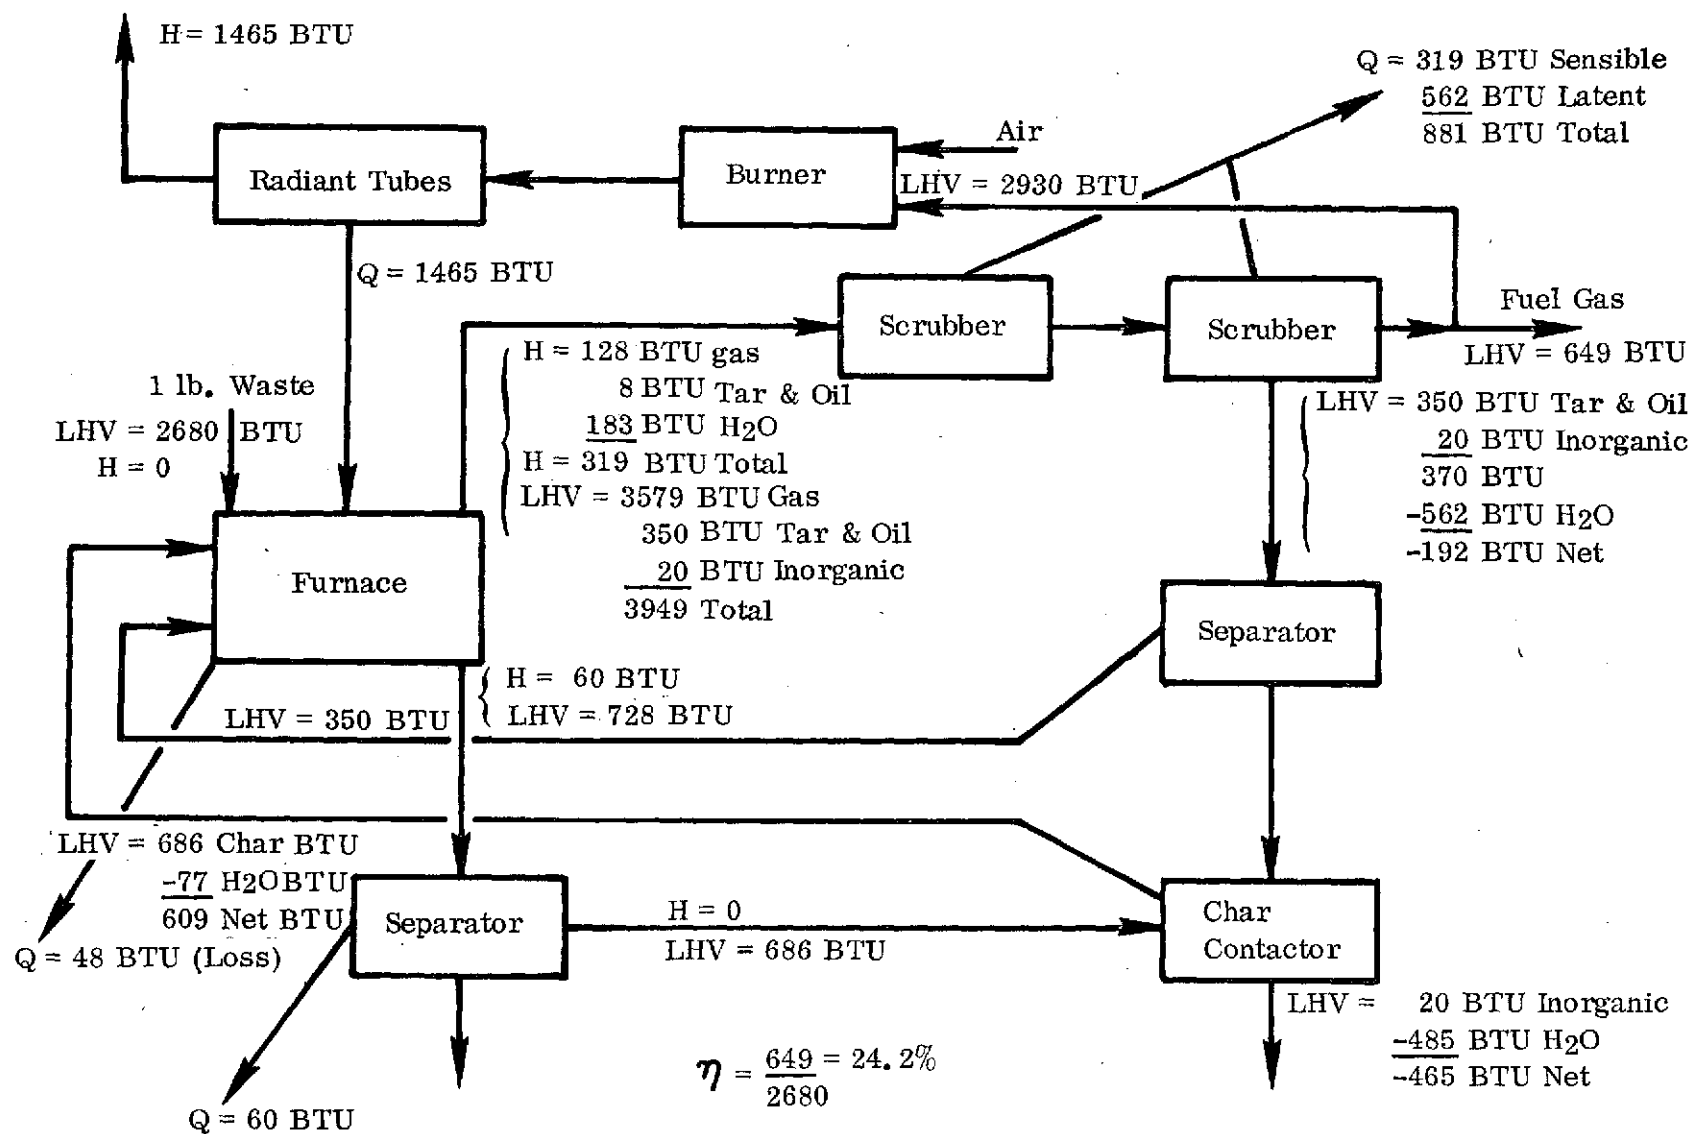 H = 1465 BTU
Q = 319 BTU Sensible
562 BTU Latent
881 BTU Total
Radiant Tubes
Burner
Air
LHV = 2930 BTU
Q = 1465 BTU
Scrubber
Scrubber
Fuel Gas
LHV = 649 BTU
1 lb. Waste
LHV = 2680 BTU
H = 0
H = 128 BTU gas
8 BTU Tar & Oil
183 BTU H2O
H = 319 BTU Total
LHV = 3579 BTU Gas
350 BTU Tar & Oil
20 BTU Inorganic
3949 Total
LHV = 350 BTU Tar & Oil
20 BTU Inorganic
370 BTU
-562 BTU H2O
-192 BTU Net
Furnace
Separator
H = 60 BTU
LHV = 728 BTU
LHV = 350 BTU
LHV = 686 Char BTU
-77 H2O BTU
609 Net BTU
Q = 48 BTU (Loss)
Separator
H = 0
LHV = 686 BTU
Char
Contactor
LHV = 20 BTU Inorganic
-485 BTU H2O
-465 BTU Net
η = 649 = 24.2%
2680
Q = 60 BTU